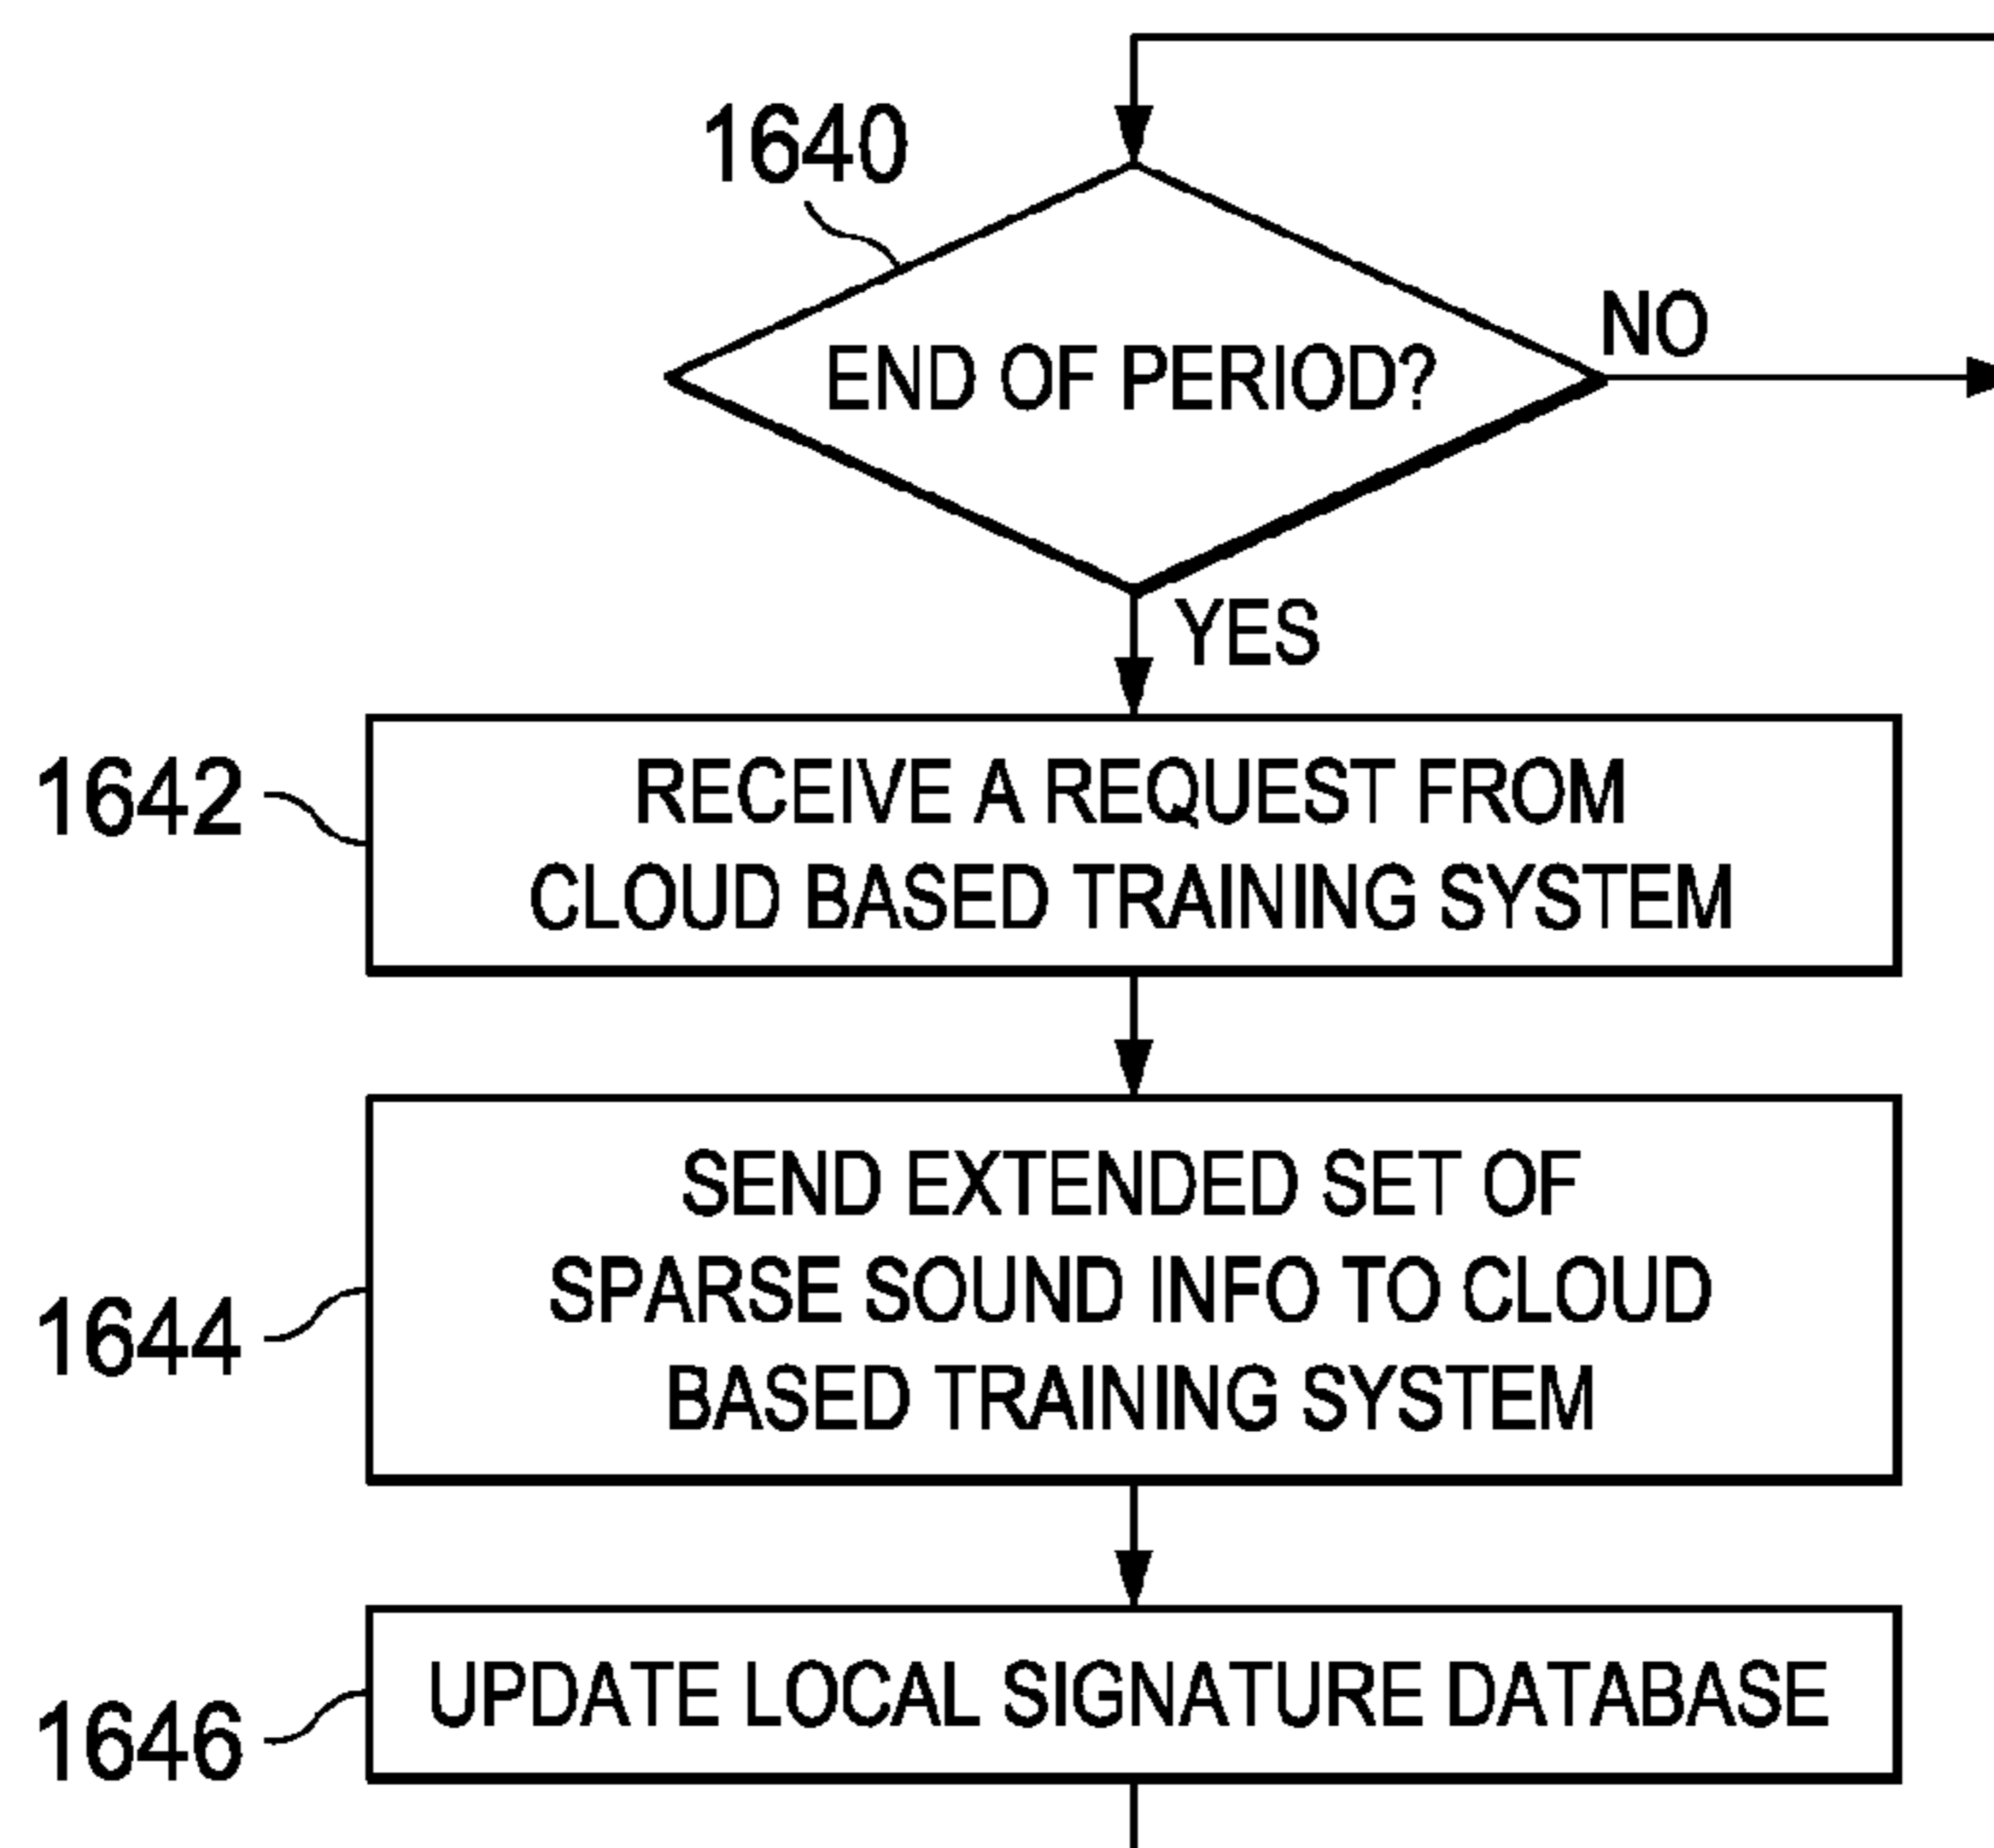 1640
END OF PERIOD?
NO
YES
1642
RECEIVE A REQUEST FROM
CLOUD BASED TRAINING SYSTEM
1644
SEND EXTENDED SET OF
SPARSE SOUND INFO TO CLOUD
BASED TRAINING SYSTEM
1646
UPDATE LOCAL SIGNATURE DATABASE